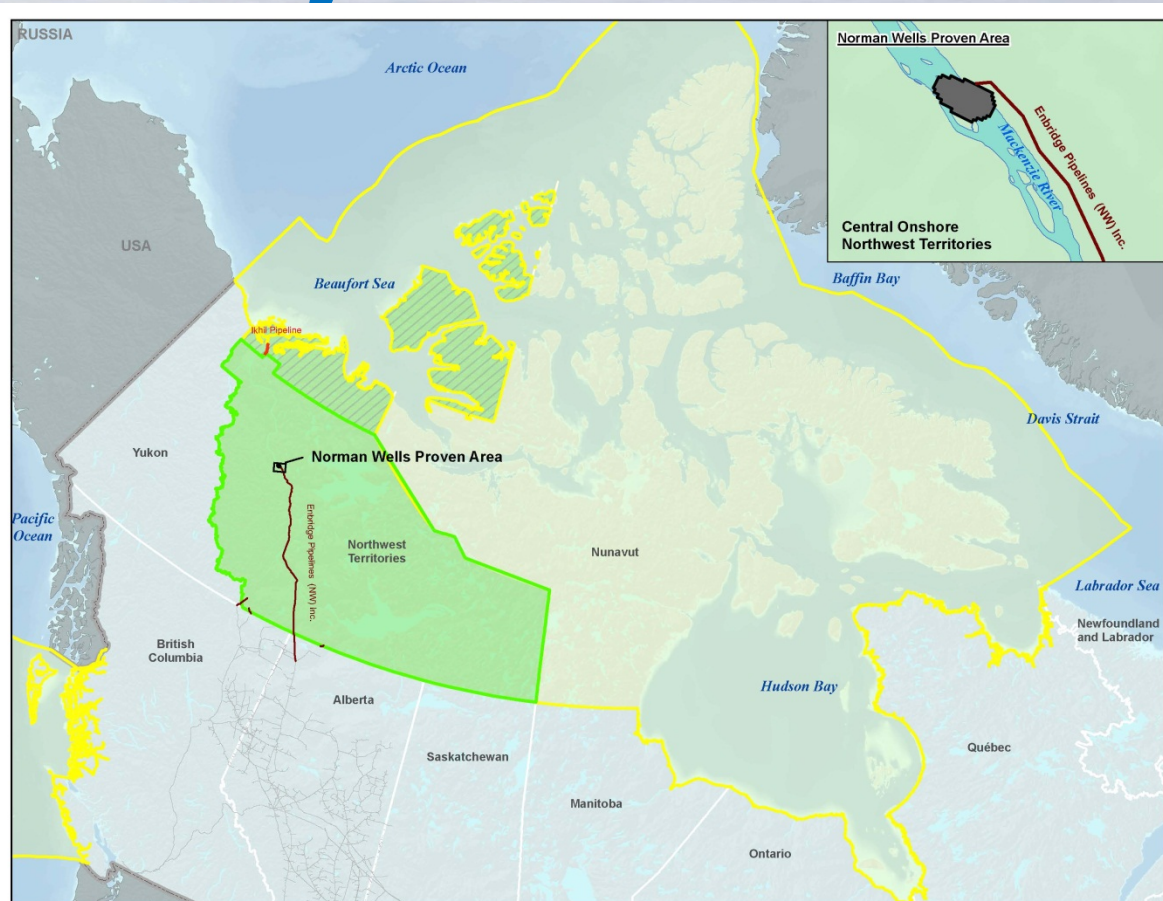 RUSSIA
Arctic Ocean
Norman Wells Proven Area
Enbridge Pipelines (NW) Inc.
Mackenzie River
Central Onshore
Northwest Territories
USA
Beaufort Sea
Baffin Bay
Ikhil Pipeline
Davis Strait
Yukon
Norman Wells Proven Area
Pacific
Ocean
Enbridge Pipelines (NW) Inc.
Northwest
Territories
Nunavut
Labrador Sea
British
Columbia
Newfoundland
and Labrador
Hudson Bay
Alberta
Québec
Saskatchewan
Manitoba
Ontario